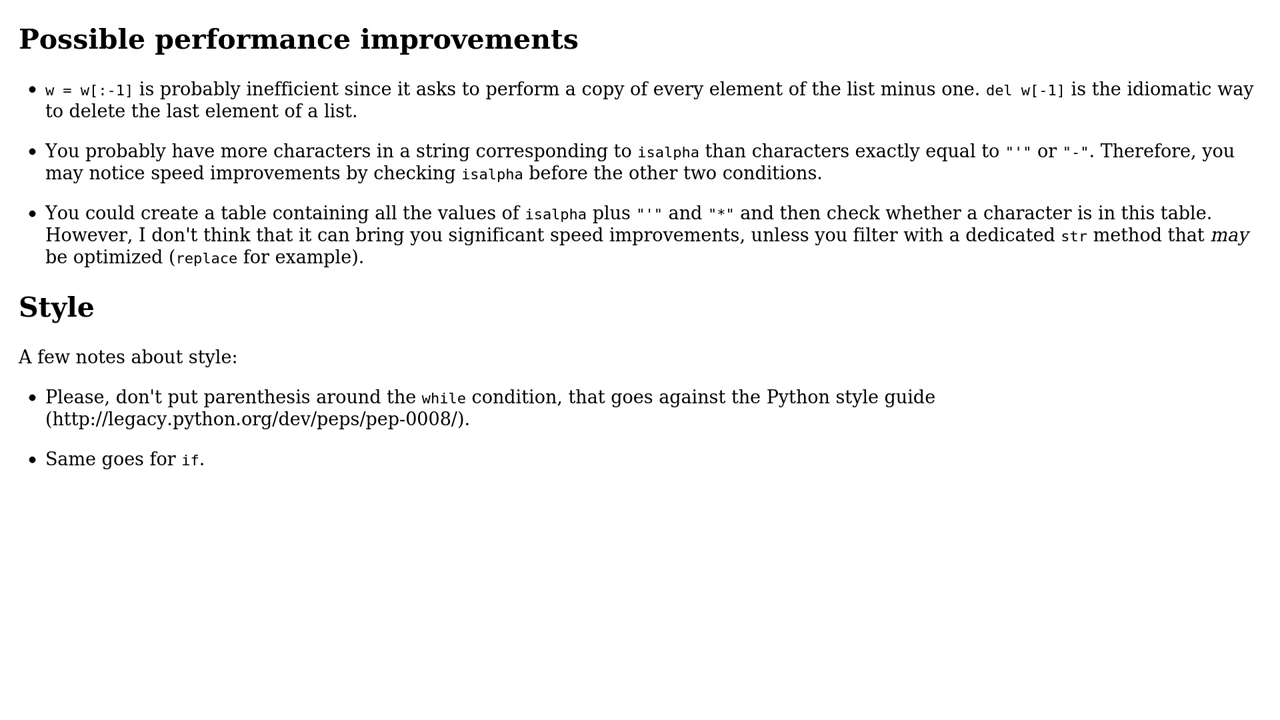 Possible performance improvements
• w = w[:-1] is probably inefficient since it asks to perform a copy of every element of the list minus one. del w[-1] is the idiomatic way
to delete the last element of a list.
• You probably have more characters in a string corresponding to isalpha than characters exactly equal to "'" or "-". Therefore, you
may notice speed improvements by checking isalpha before the other two conditions.
• You could create a table containing all the values of isalpha plus "'" and "*" and then check whether a character is in this table.
However, I don't think that it can bring you significant speed improvements, unless you filter with a dedicated str method that may
be optimized (replace for example).
Style
A few notes about style:
• Please, don't put parenthesis around the while condition, that goes against the Python style guide
(http://legacy.python.org/dev/peps/pep-0008/).
• Same goes for if.